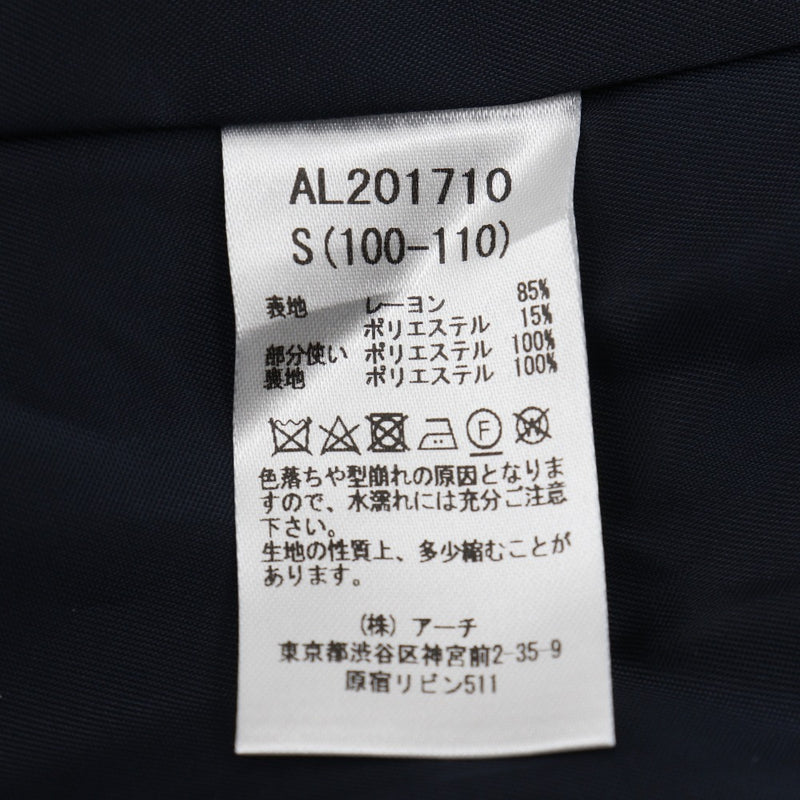 AL201710
S(100-110)
表地 レーヨン 85%
ポリエステル 15%
部分使い ポリエステル 100%
裏地 ポリエステル 100%
F W
色落ちや型崩れの原因となりま
すので、水濡れには充分ご注意
下さい。
生地の性質上、多少縮むことが
あります。
(株) アーチ
東京都渋谷区神宮前2-35-9
原宿リビン511